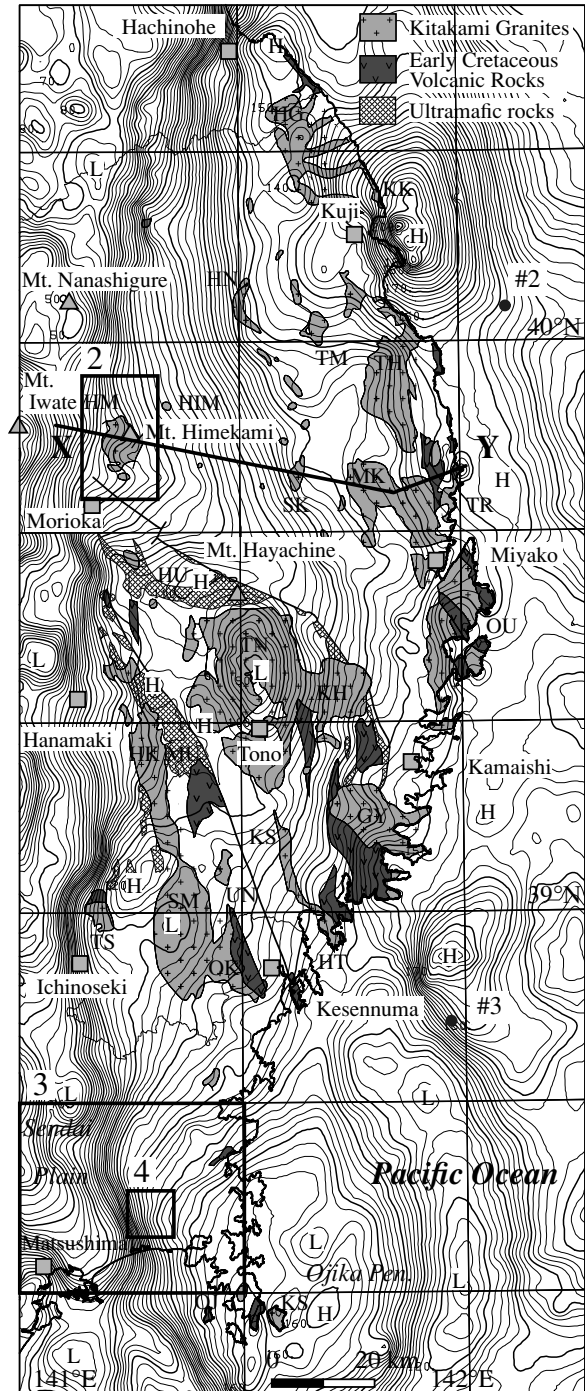 Hachinohe
H
Kitakami Granites
Early Cretaceous
Volcanic Rocks
Ultramafic rocks
HG
L
KK
Kuji
H
HN
Mt. Nanashigure
#2
40°N
TM
TH
2
Mt.
Iwate
HM
HIM
Mt. Himekami
X
Y
H
MK
SK
TR
Morioka
Mt. Hayachine
Miyako
HU
H
OU
TN
L
L
H
KH
H
Hanamaki
HK
MU
Tono
Kamaishi
H
GY
KS
H
UN
39°N
SM
L
TS
OK
HT
H
Ichinoseki
#3
Kesennuma
3
L
L
Sendai
Plain
4
Pacific Ocean
Matsushima
L
Ojika Pen.
L
KS
H
L
0
20 km
141°E
142°E